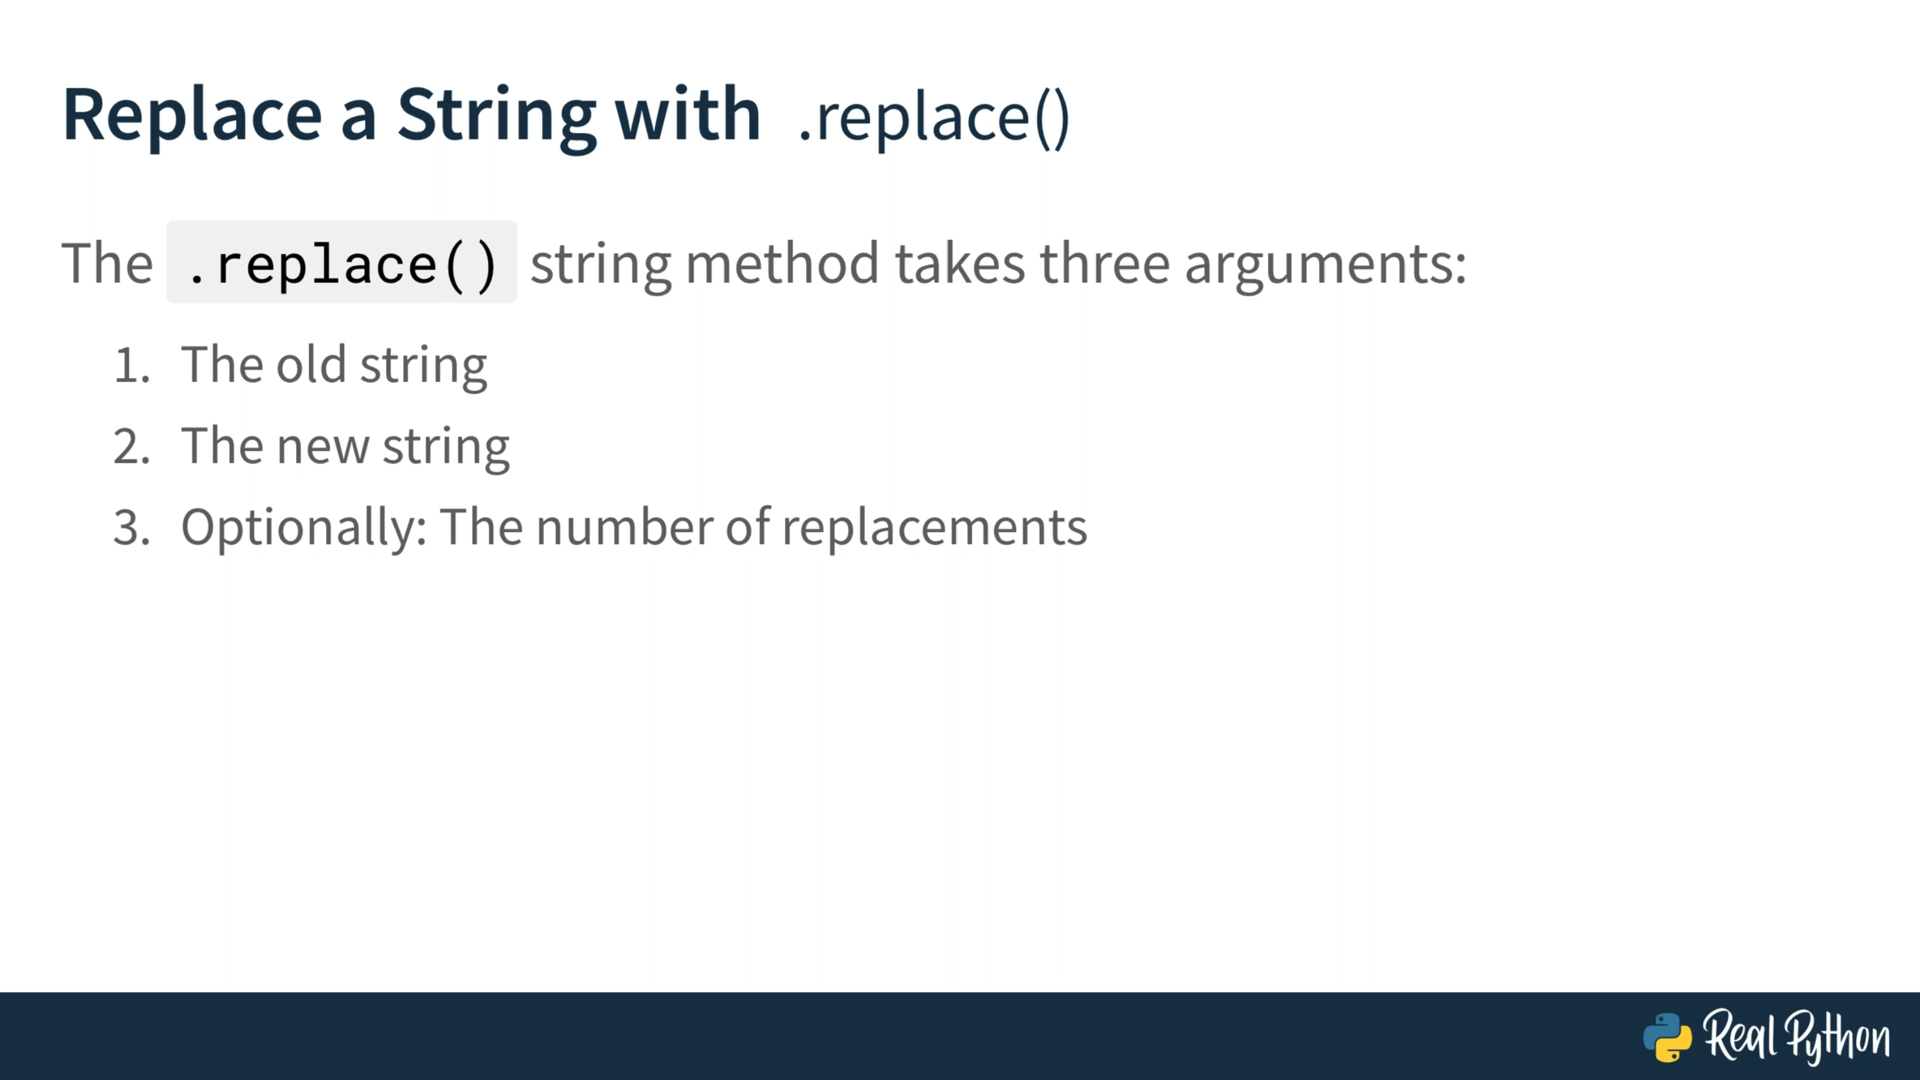 Replace a String with .replace()
The .replace() string method takes three arguments:
1. The old string
2. The new string
3. Optionally: The number of replacements
Real Python